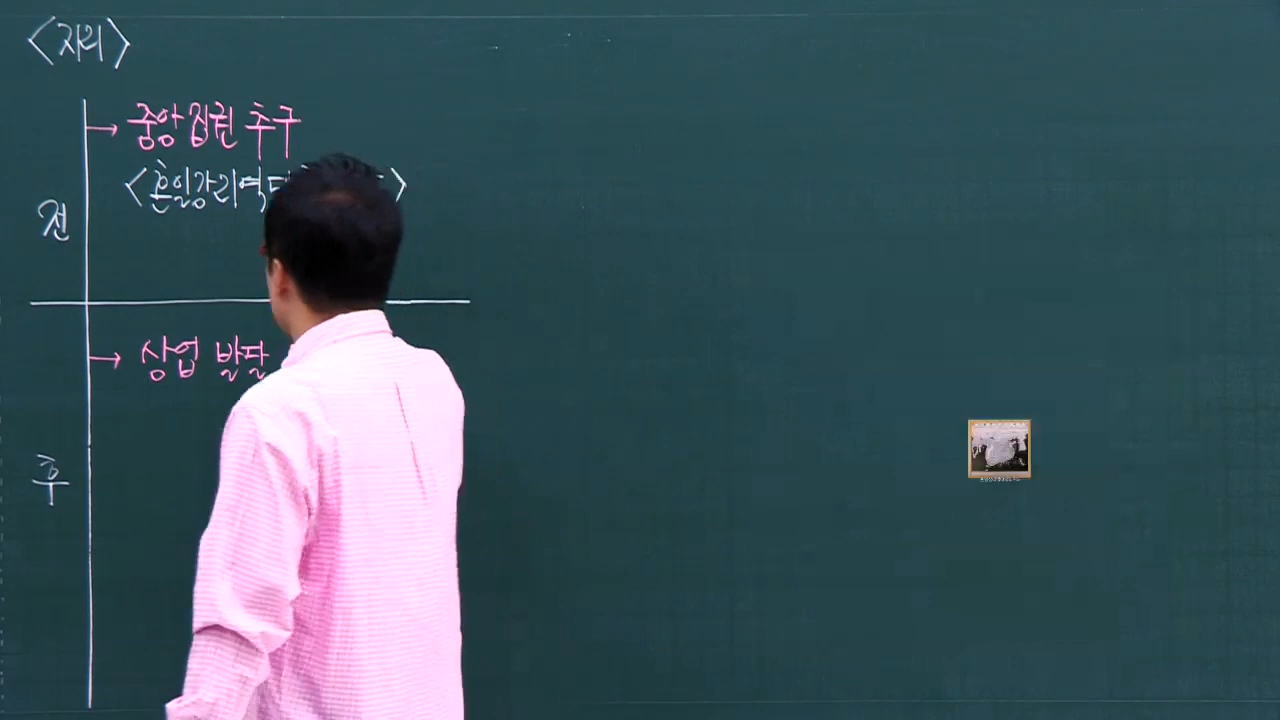 <지리>
→ 중앙집권 추구
<혼일강리역
>
전
→ 상업 발달
후